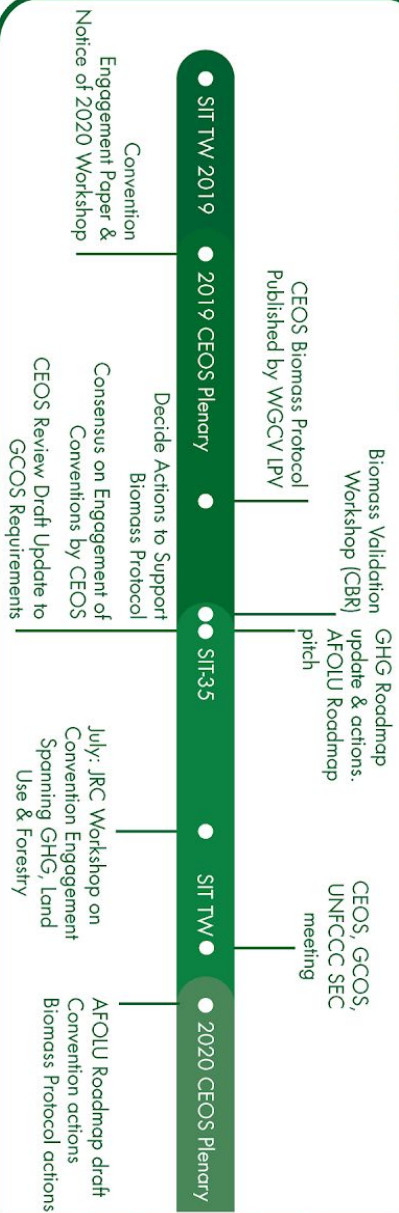 SIT TW 2019
Convention
Engagement Paper &
Notice of 2020 Workshop
2019 CEOS Plenary
CEOS Biomass Protocol
Published by WGCV LPV
Biomass Validation
Workshop (CBR)
GHG Roadmap
update & actions.
AFOLU Roadmap
pitch
Decide Actions to Support
Biomass Protocol
Consensus on Engagement of
Conventions by CEOS
CEOS Review Draft Update to
GCOS Requirements
SIT-35
July: JRC Workshop on
Convention Engagement
Spanning GHG, Land
Use & Forestry
SIT TW
CEOS, GCOS,
UNFCCC SEC
meeting
2020 CEOS Plenary
AFOLU Roadmap draft
Convention actions
Biomass Protocol actions